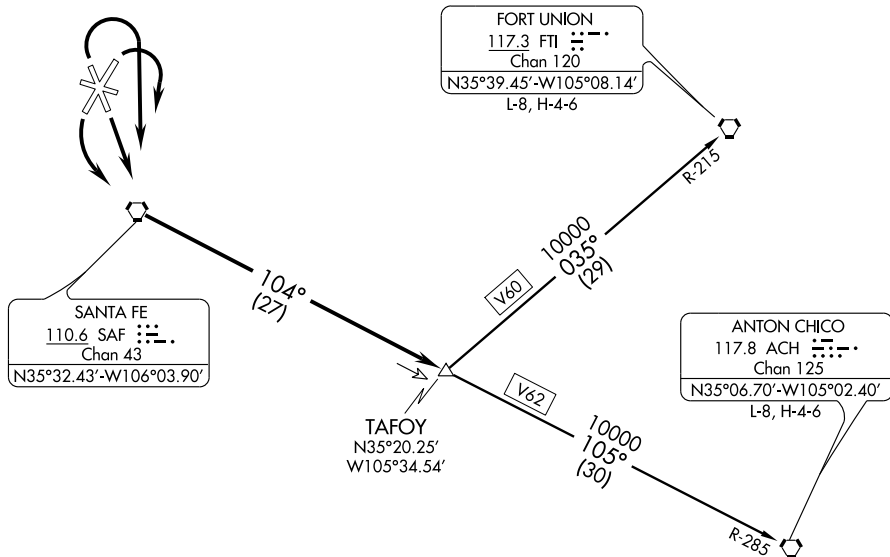 FORT UNION
117.3 FTI
Chan 120
N35°39.45'-W105°08.14'
L-8, H-4-6
R-215
10000
035°
(29)
V60
104°
(27)
SANTA FE
110.6 SAF
Chan 43
N35°32.43'-W106°03.90'
TAFOY
N35°20.25'
W105°34.54'
V62
10000
105°
(30)
ANTON CHICO
117.8 ACH
Chan 125
N35°06.70'-W105°02.40'
L-8, H-4-6
R-285